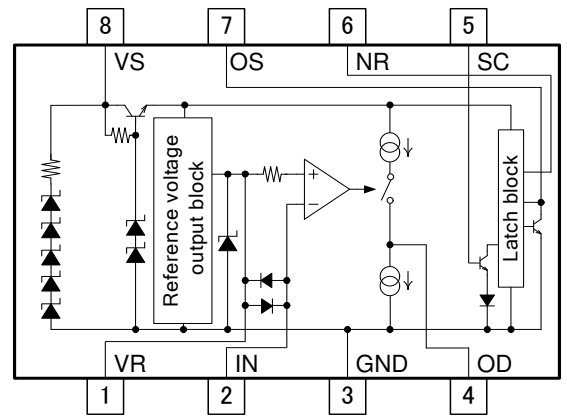 8 7 6 5
VS OS NR SC
Reference voltage
output block
+
−
Latch block
VR IN GND OD
1 2 3 4